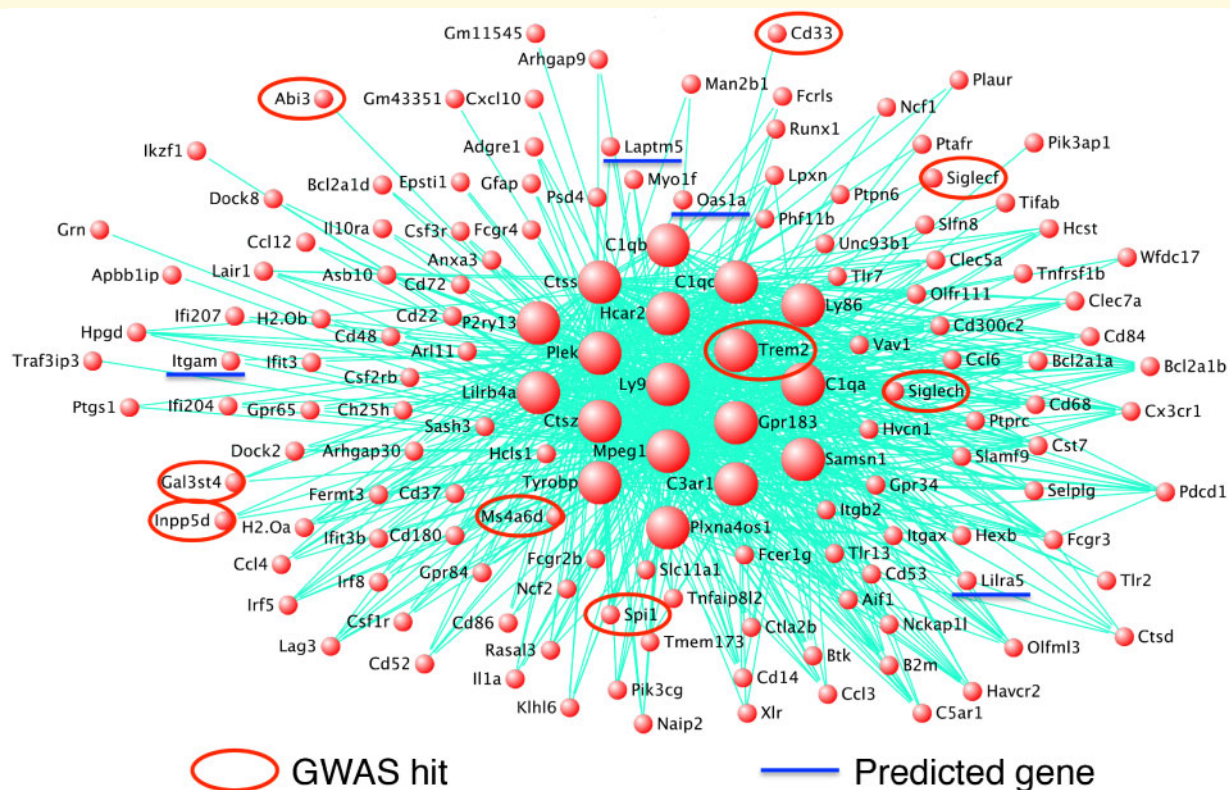 Gm11545
Cd33
Arhgap9
Plaur
Man2b1
Abi3
Gm43351
Cxcl10
Fcrls
Ncf1
Runx1
Ikzf1
Adgre1
Laptm5
Ptafr
Pik3ap1
Bcl2a1d
Epsti1
Gfap
Psd4
Myo1f
Lpxn
Siglecf
Dock8
Oas1a
Ptpn6
Tifab
Grn
Il10ra
Csf3r
Fcgr4
Phf11b
Slfn8
Hcst
Ccl12
C1qb
Unc93b1
Anxa3
Apbb1ip
Lair1
Asb10
Cd72
Ctss
C1qc
Tlr7
Clec5a
Tnfrsf1b
Wfdc17
Ifi207
H2.Ob
Cd22
P2ry13
Hcar2
Ly86
Olfr111
Clec7a
Hpgd
Cd48
Cd300c2
Cd84
Traf3ip3
Itgam
Ifit3
Arl11
Plek
Trem2
Vav1
Ccl6
Bcl2a1a
Bcl2a1b
Csf2rb
Lilrb4a
Ly9
C1qa
Siglech
Ptgs1
Ifi204
Gpr65
Ch25h
Cd68
Cx3cr1
Sash3
Ctsz
Gpr183
Hvcn1
Ptprc
Dock2
Arhgap30
Hcls1
Mpeg1
Samsn1
Slamf9
Cst7
Gal3st4
Fermt3
Cd37
Tyrobp
C3ar1
Gpr34
Selplg
Pdcd1
Inpp5d
H2.Oa
Ms4a6d
Plxna4os1
Itgb2
Ifit3b
Cd180
Itgax
Hexb
Fcgr3
Ccl4
Irf8
Gpr84
Fcgr2b
Slc11a1
Fcer1g
Tlr13
Cd53
Lilra5
Tlr2
Irf5
Csf1r
Cd86
Ncf2
Spi1
Tnfaip8l2
Aif1
Lag3
Cd52
Rasal3
Tmem173
Ctla2b
Nckap1l
Olfml3
Ctsd
Il1a
Pik3cg
Cd14
Btk
B2m
Klhl6
Naip2
Xlr
Ccl3
C5ar1
Havcr2
GWAS hit
Predicted gene